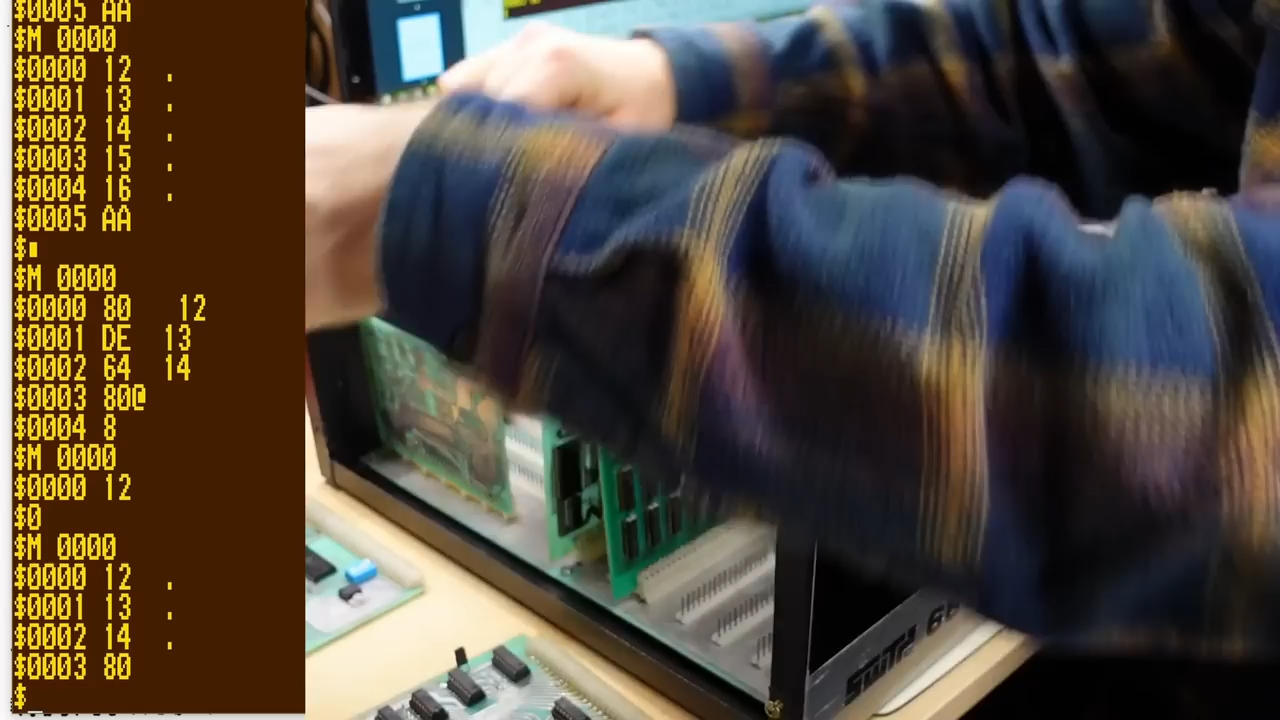 $0005 AA
$M 0000
$0000 12 .
$0001 13 .
$0002 14 .
$0003 15 .
$0004 16 .
$0005 AA
$
$M 0000
$0000 80 12
$0001 DE 13
$0002 64 14
$0003 80@
$0004 8
$M 0000
$0000 12
$0
$M 0000
$0000 12 .
$0001 13 .
$0002 14 .
$0003 80
$